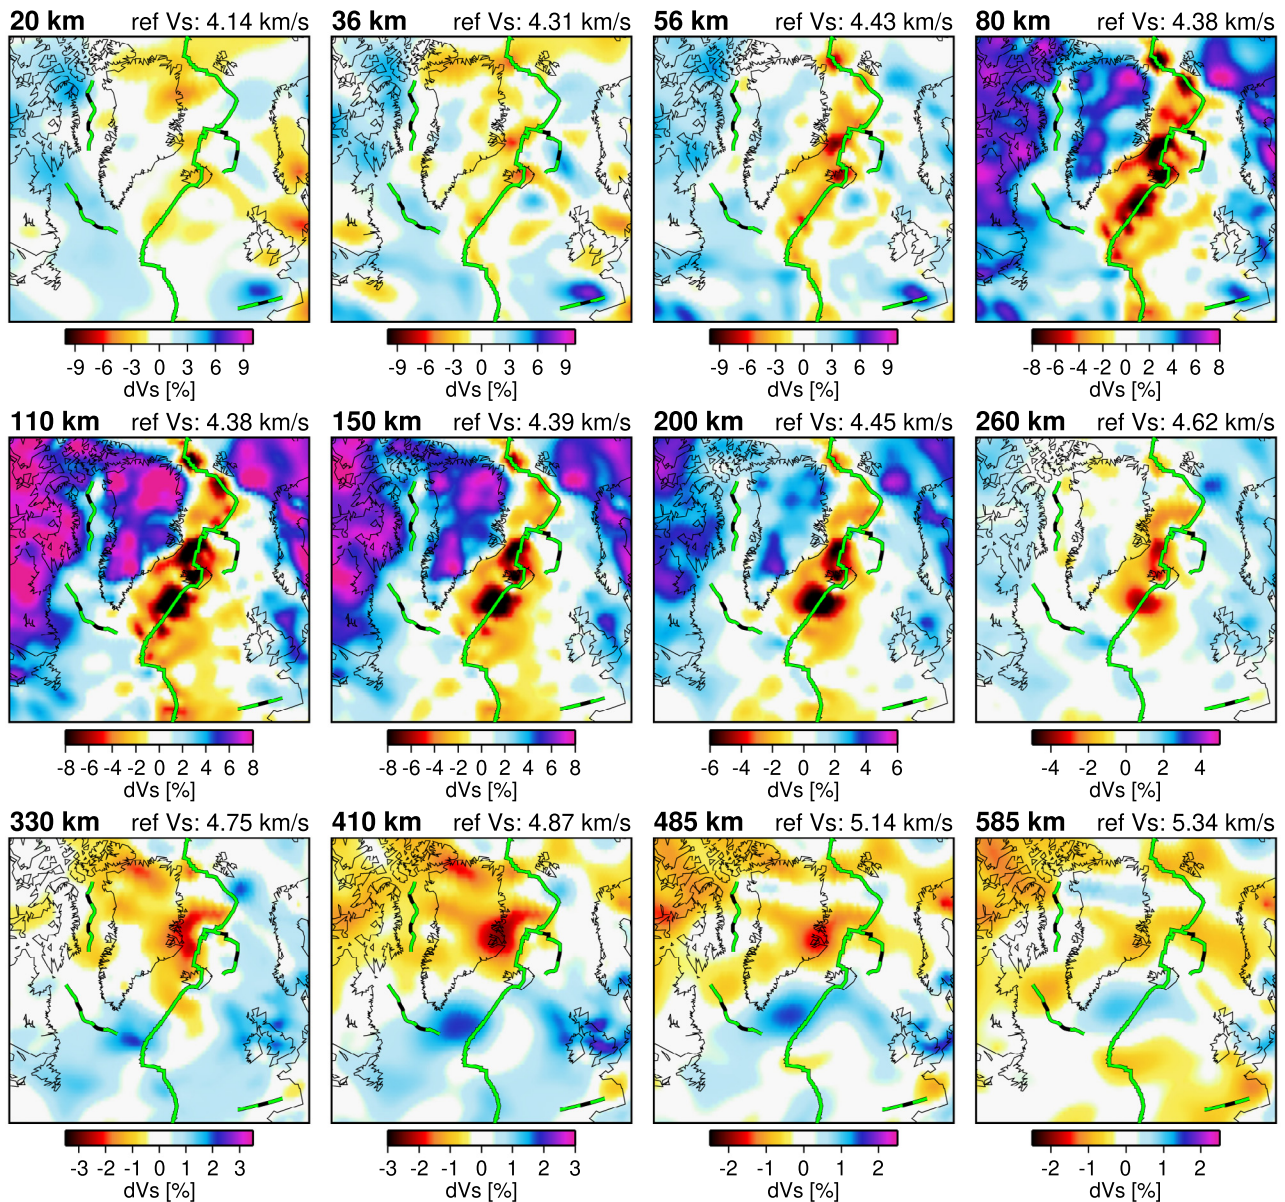 20 km ref Vs: 4.14 km/s 36 km ref Vs: 4.31 km/s 56 km ref Vs: 4.43 km/s 80 km ref Vs: 4.38 km/s
-9 -6 -3 0 3 6 9 -9 -6 -3 0 3 6 9 -9 -6 -3 0 3 6 9 -8 -6 -4 -2 0 2 4 6 8
dVs [%] dVs [%] dVs [%] dVs [%]
110 km ref Vs: 4.38 km/s 150 km ref Vs: 4.39 km/s 200 km ref Vs: 4.45 km/s 260 km ref Vs: 4.62 km/s
-8 -6 -4 -2 0 2 4 6 8 -8 -6 -4 -2 0 2 4 6 8 -6 -4 -2 0 2 4 6 -4 -2 0 2 4
dVs [%] dVs [%] dVs [%] dVs [%]
330 km ref Vs: 4.75 km/s 410 km ref Vs: 4.87 km/s 485 km ref Vs: 5.14 km/s 585 km ref Vs: 5.34 km/s
-3 -2 -1 0 1 2 3 -3 -2 -1 0 1 2 3 -2 -1 0 1 2 -2 -1 0 1 2
dVs [%] dVs [%] dVs [%] dVs [%]